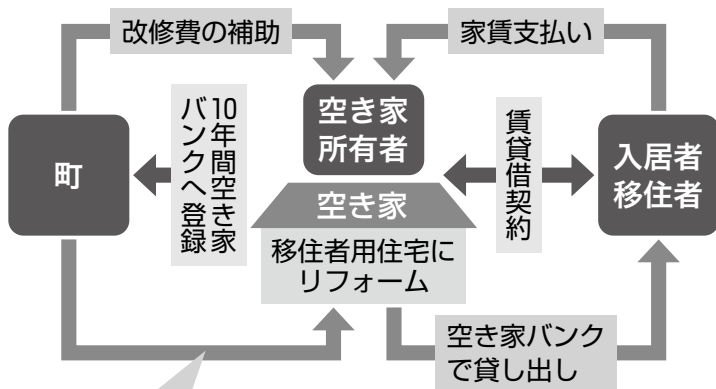 改修費の補助
家賃支払い
町
10年間空き家
バンクへ登録
空き家
所有者
賃貸借契約
入居者
移住者
空き家
移住者用住宅に
リフォーム
空き家バンク
で貸し出し